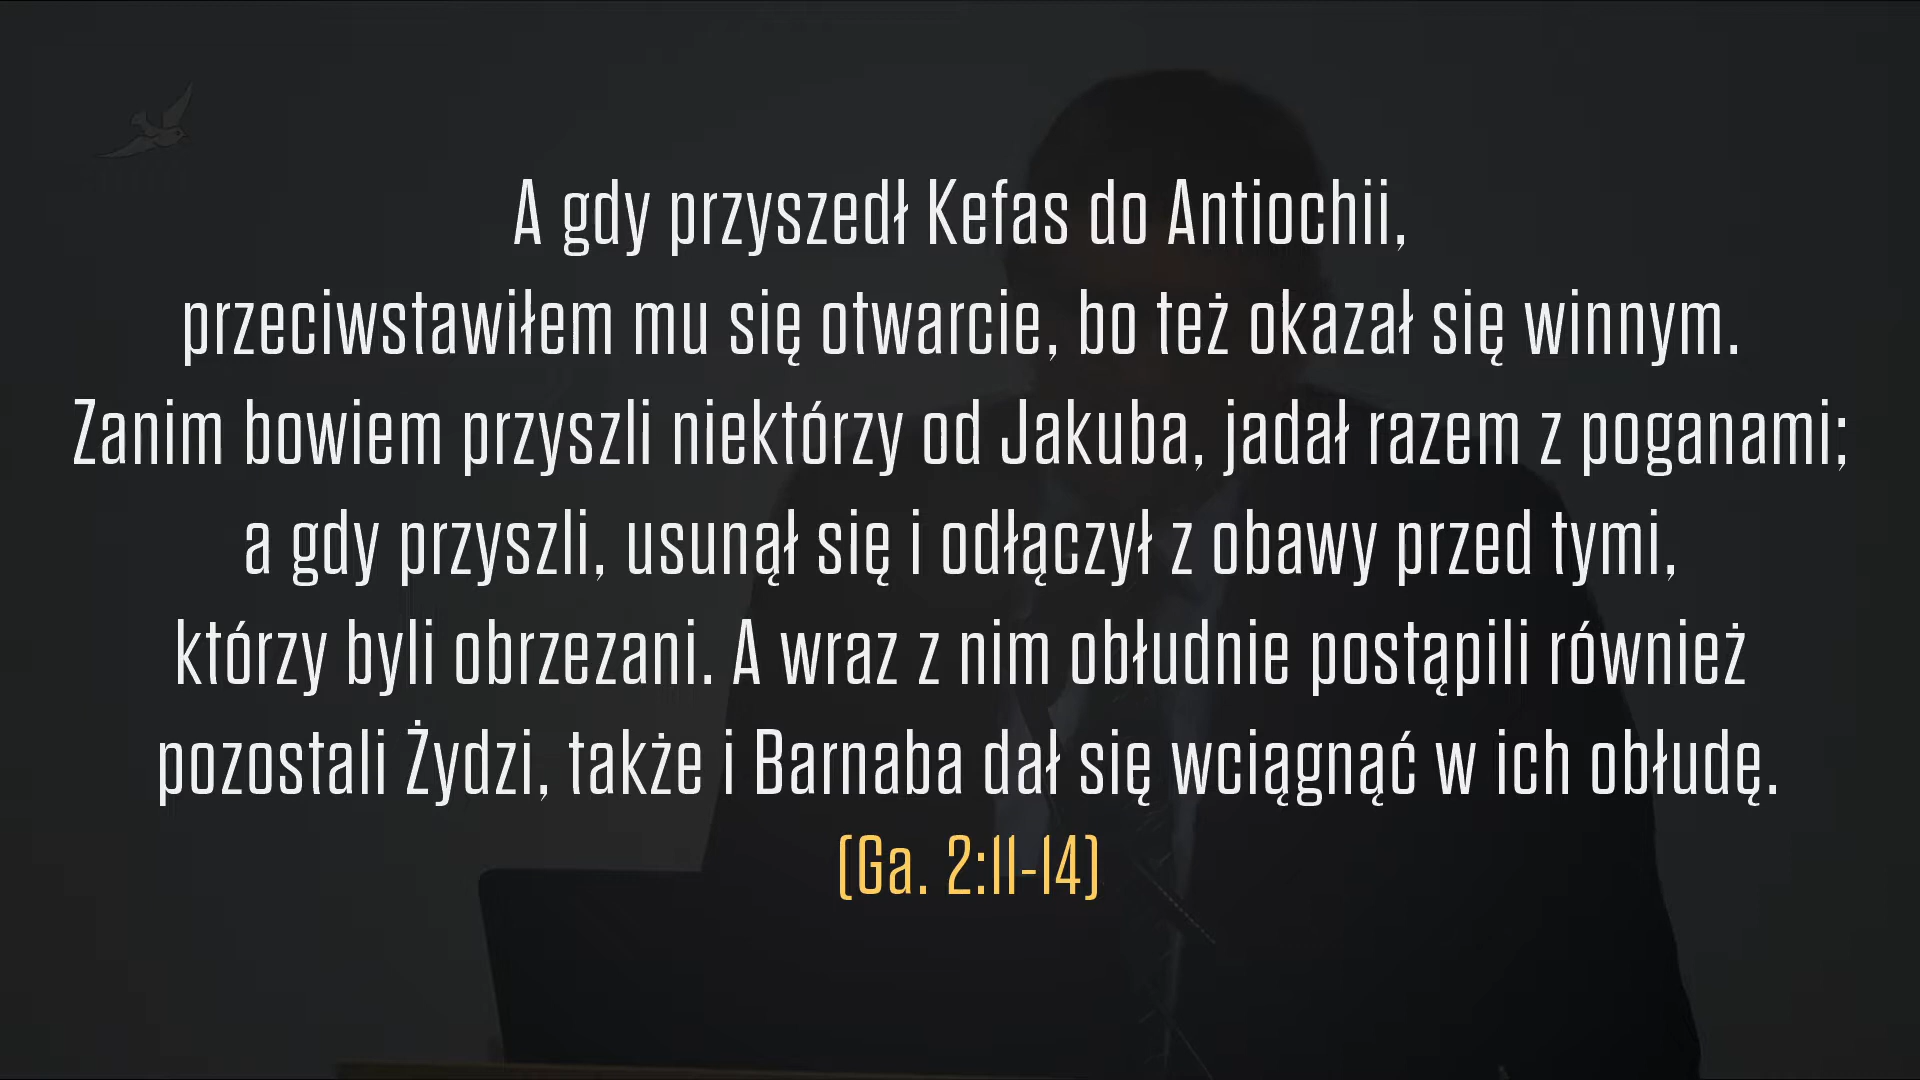 A gdy przyszedł Kefas do Antiochii,
przeciwstawiłem mu się otwarcie, bo też okazał się winnym.
Zanim bowiem przyszli niektórzy od Jakuba, jadał razem z poganami;
a gdy przyszli, usunął się i odłączył z obawy przed tymi,
którzy byli obrzezani. A wraz z nim obłudnie postąpili również
pozostali Żydzi, także i Barnaba dał się wciągnąć w ich obłudę.
(Ga. 2:11-14)